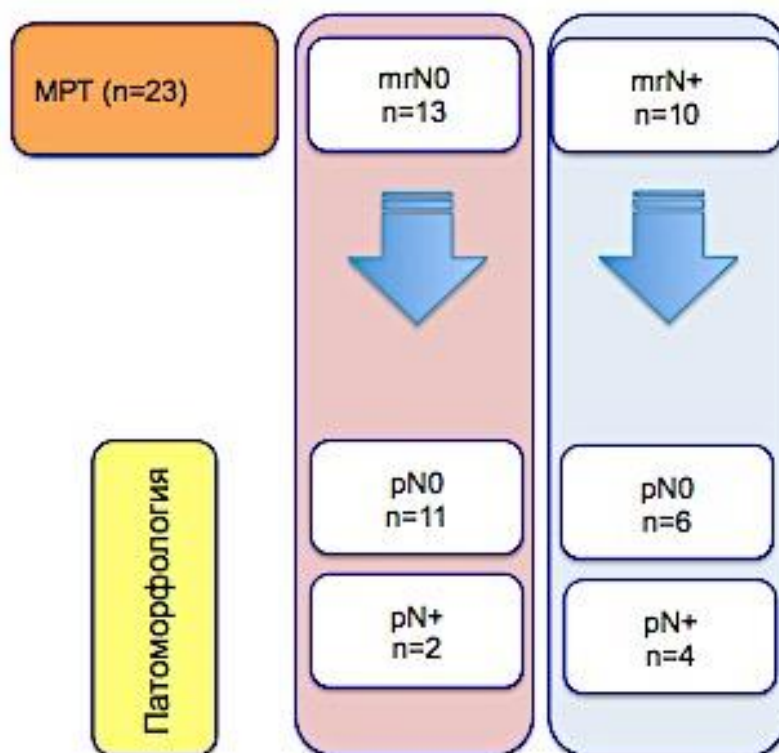 МРТ (n=23)
mrN0
n=13
mrN+
n=10
Патоморфология
pN0
n=11
pN0
n=6
pN+
n=2
pN+
n=4